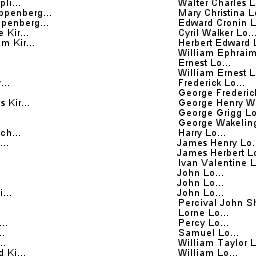 pli... Walter Charles L
ppenberg... Mary Christina L
ppenberg... Edward Cronin L
e Kir... Cyril Walker Lo...
m Kir... Herbert Edward L
William Ephraim
Ernest Lo...
William Ernest L
... Frederick Lo...
George Frederic
s Kir... George Henry W
George Grigg Lo
George Wakeling
ch... Harry Lo...
... James Henry Lo.
James Herbert Lo
Ivan Valentine L
John Lo...
John Lo...
i... John Lo...
Percival John Sh
Lorne Lo...
... Percy Lo...
.. Samuel Lo...
.. William Taylor L
d Ki... William Lo...